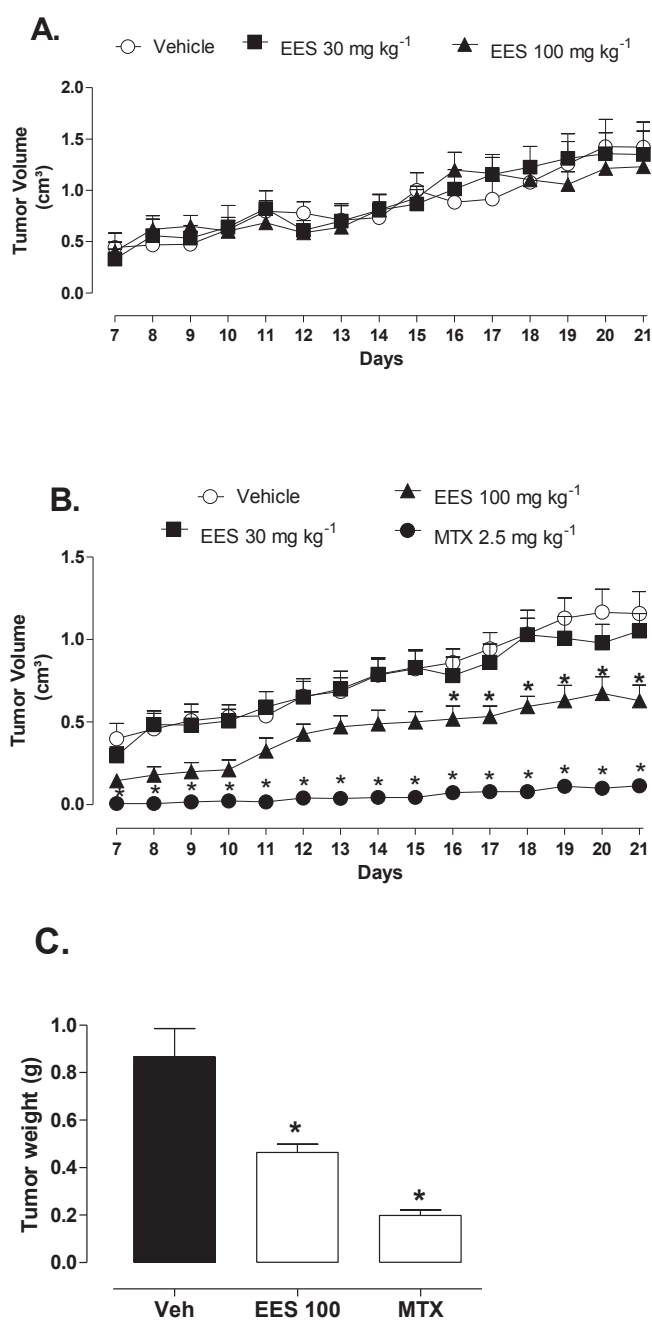 A.
Vehicle EES 30 mg kg⁻¹ EES 100 mg kg⁻¹
Tumor Volume
(cm³)
2.0
1.5
1.0
0.5
0.0
7 8 9 10 11 12 13 14 15 16 17 18 19 20 21
Days
B.
Vehicle EES 100 mg kg⁻¹
EES 30 mg kg⁻¹ MTX 2.5 mg kg⁻¹
Tumor Volume
(cm³)
1.5
1.0
0.5
0.0
* * * * * *
* * * * * * * * * * * * * * *
7 8 9 10 11 12 13 14 15 16 17 18 19 20 21
Days
C.
Tumor weight (g)
1.0
0.8
0.6
0.4
0.2
0.0
*
*
Veh EES 100 MTX